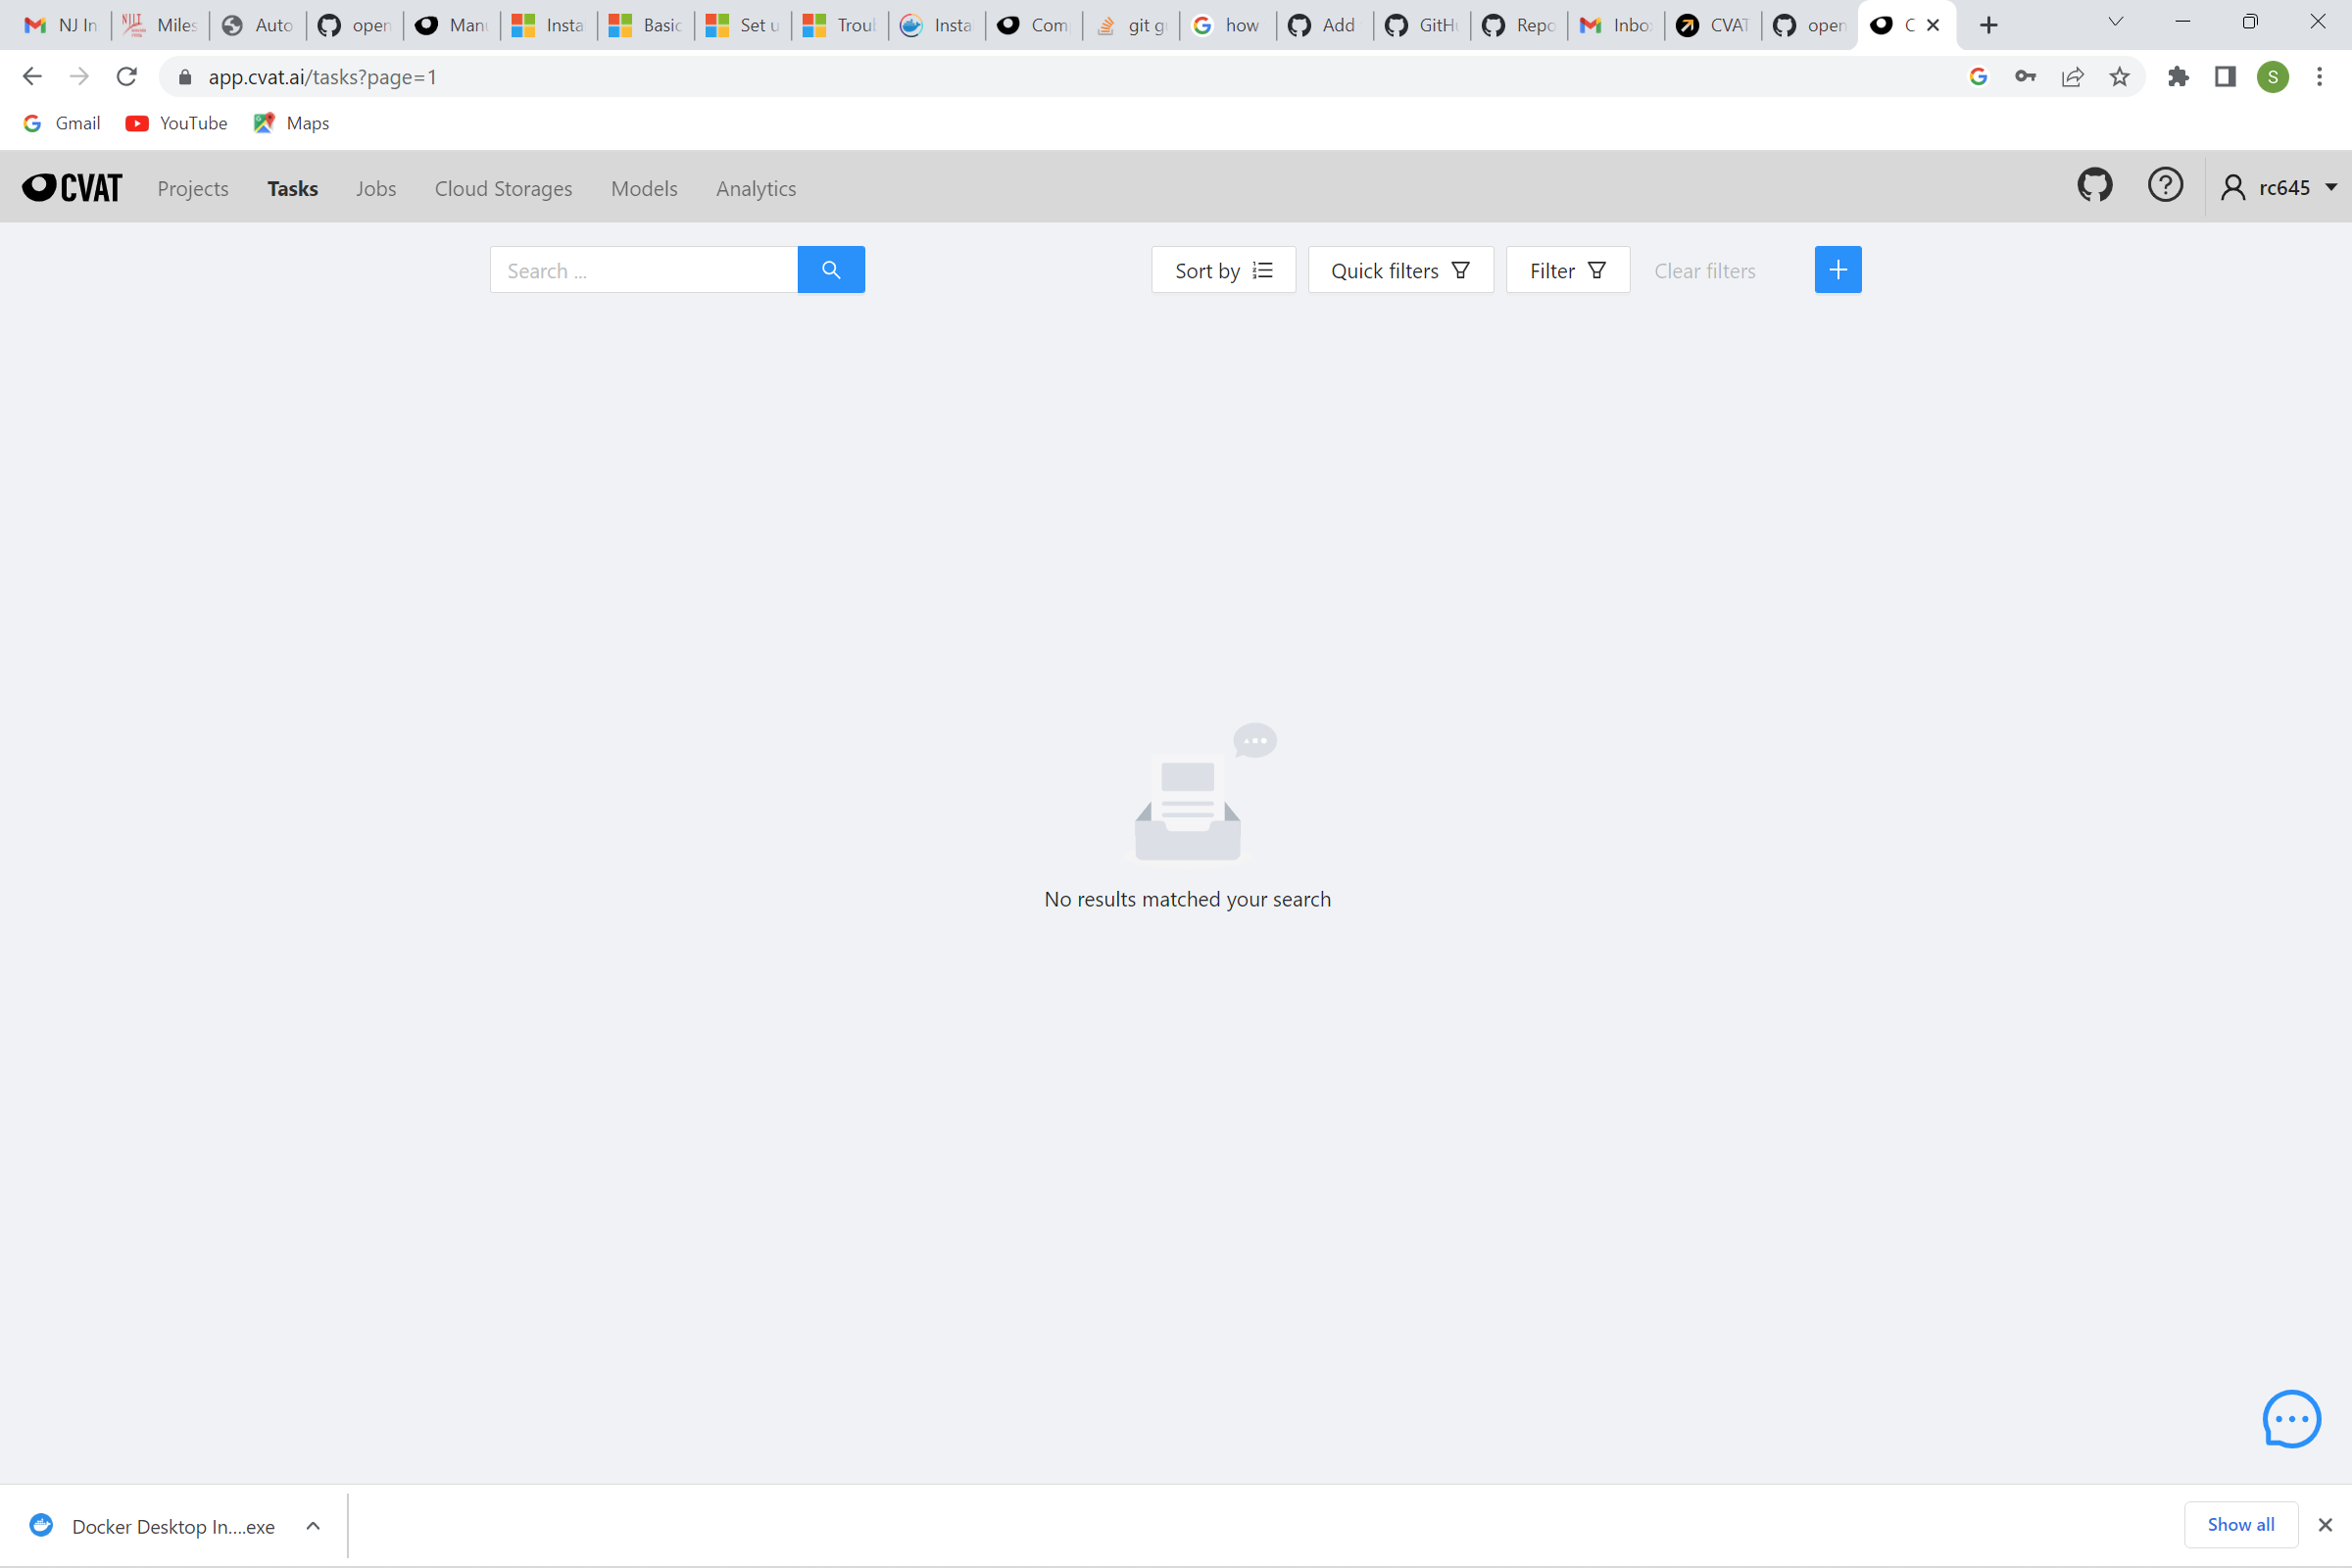 NJ In Miles Auto open Man Insta Basic Set u Trou Insta Com git g how Add GitH Repo Inbo CVAT open C
app.cvat.ai/tasks?page=1 S
Gmail YouTube Maps
CVAT Projects Tasks Jobs Cloud Storages Models Analytics rc645
Search ... Sort by Quick filters Filter Clear filters
No results matched your search
Docker Desktop In....exe Show all